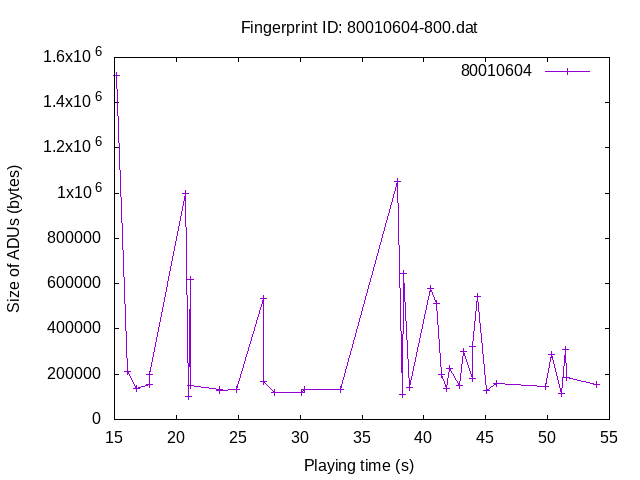 Fingerprint ID: 80010604-800.dat
80010604
1.6x10^6
1.4x10^6
1.2x10^6
1x10^6
800000
600000
400000
200000
0
Size of ADUs (bytes)
15 20 25 30 35 40 45 50 55
Playing time (s)